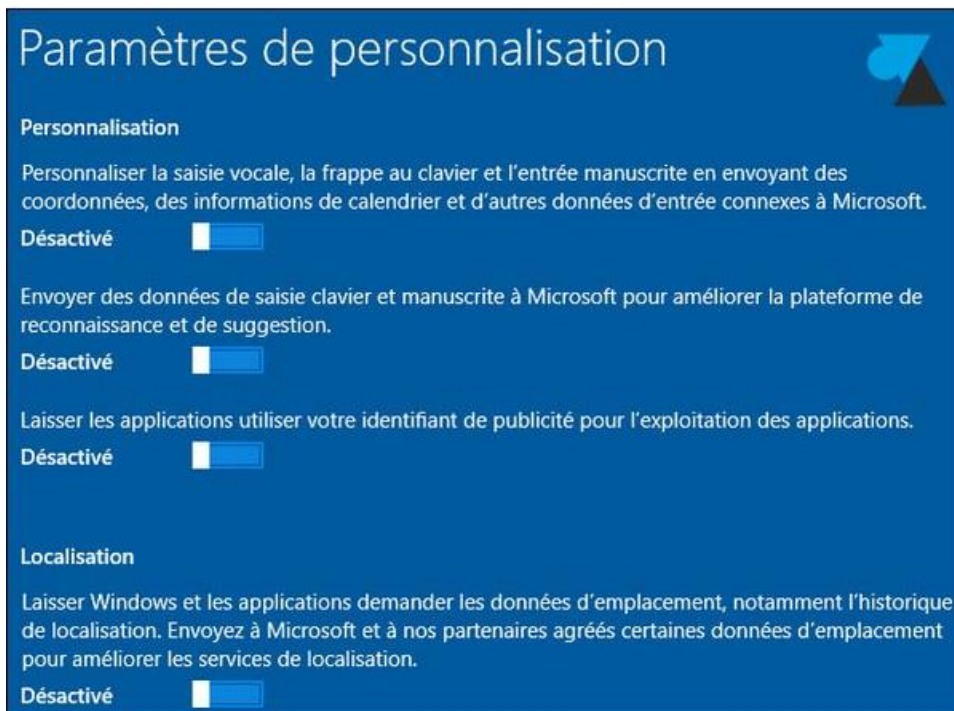 Paramètres de personnalisation
Personnalisation
Personnaliser la saisie vocale, la frappe au clavier et l'entrée manuscrite en envoyant des
coordonnées, des informations de calendrier et d'autres données d'entrée connexes à Microsoft.
Désactivé
Envoyer des données de saisie clavier et manuscrite à Microsoft pour améliorer la plateforme de
reconnaissance et de suggestion.
Désactivé
Laisser les applications utiliser votre identifiant de publicité pour l'exploitation des applications.
Désactivé
Localisation
Laisser Windows et les applications demander les données d'emplacement, notamment l'historique
de localisation. Envoyez à Microsoft et à nos partenaires agréés certaines données d'emplacement
pour améliorer les services de localisation.
Désactivé